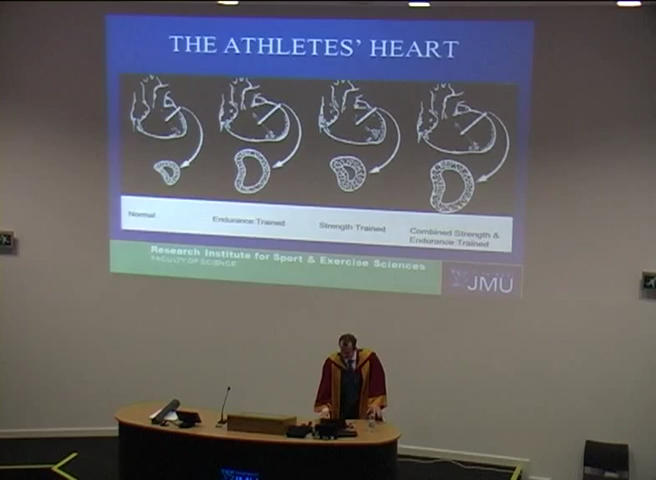 THE ATHLETES' HEART
Normal
Endurance Trained
Strength Trained
Combined Strength &
Endurance Trained
Research Institute for Sport & Exercise Sciences
FACULTY OF SCIENCE
JMU
JMU